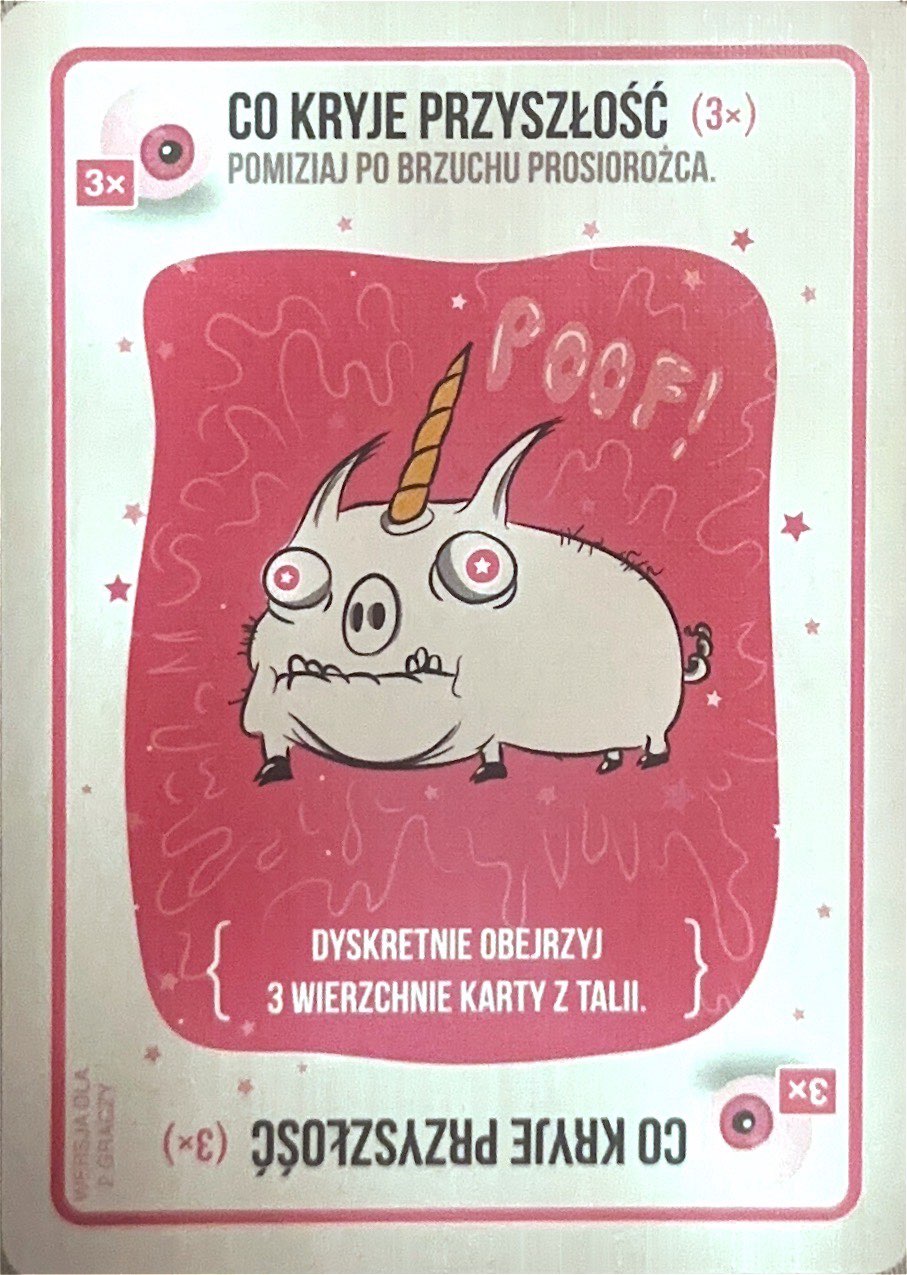 CO KRYJE PRZYSZŁOŚĆ (3×)
3×
POMIZIAJ PO BRZUCHU PROSIOROŻCA.
POOF!
DYSKRETNIE OBEJRZYJ
3 WIERZCHNIE KARTY Z TALII.
WERSJA DLA
2 GRACZY
3×
CO KRYJE PRZYSZŁOŚĆ (3×)